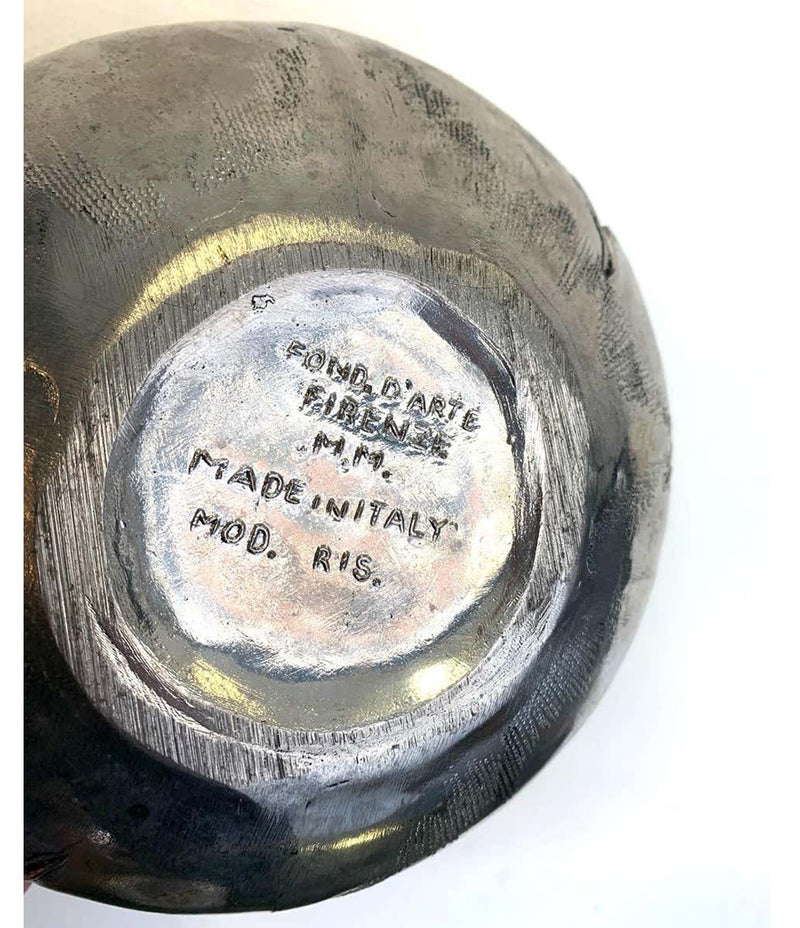 FOND. D'ARTE
FIRENZE
M.M.
MADE IN ITALY
MOD. RIS.